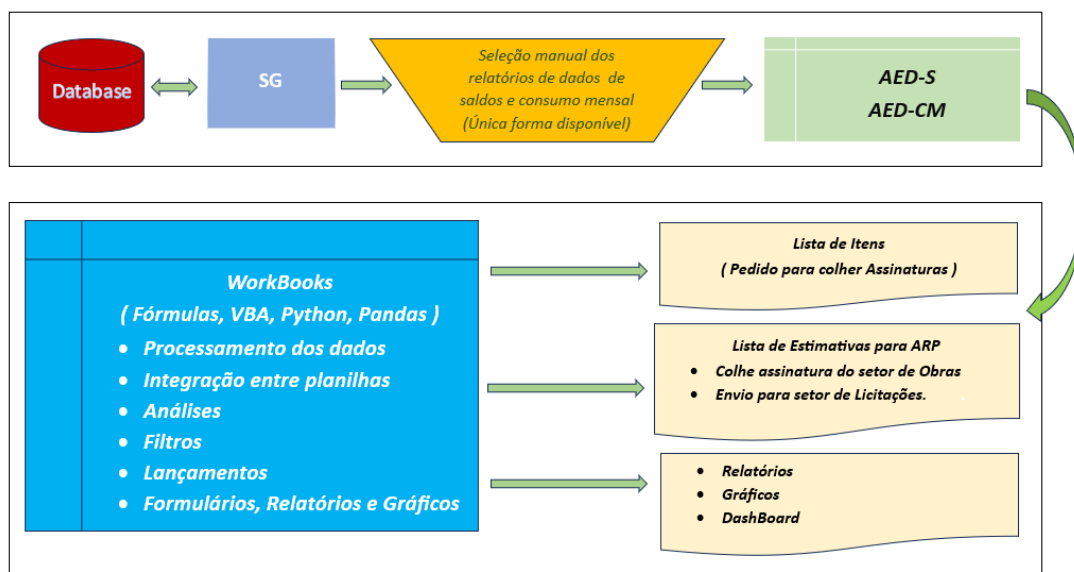 Database
SG
Seleção manual dos
relatórios de dados de
saldos e consumo mensal
(Única forma disponível)
AED-S
AED-CM
WorkBooks
( Fórmulas, VBA, Python, Pandas )
• Processamento dos dados
• Integração entre planilhas
• Análises
• Filtros
• Lançamentos
• Formulários, Relatórios e Gráficos
Lista de Itens
( Pedido para colher Assinaturas )
Lista de Estimativas para ARP
• Colhe assinatura do setor de Obras
• Envio para setor de Licitações.
• Relatórios
• Gráficos
• DashBoard